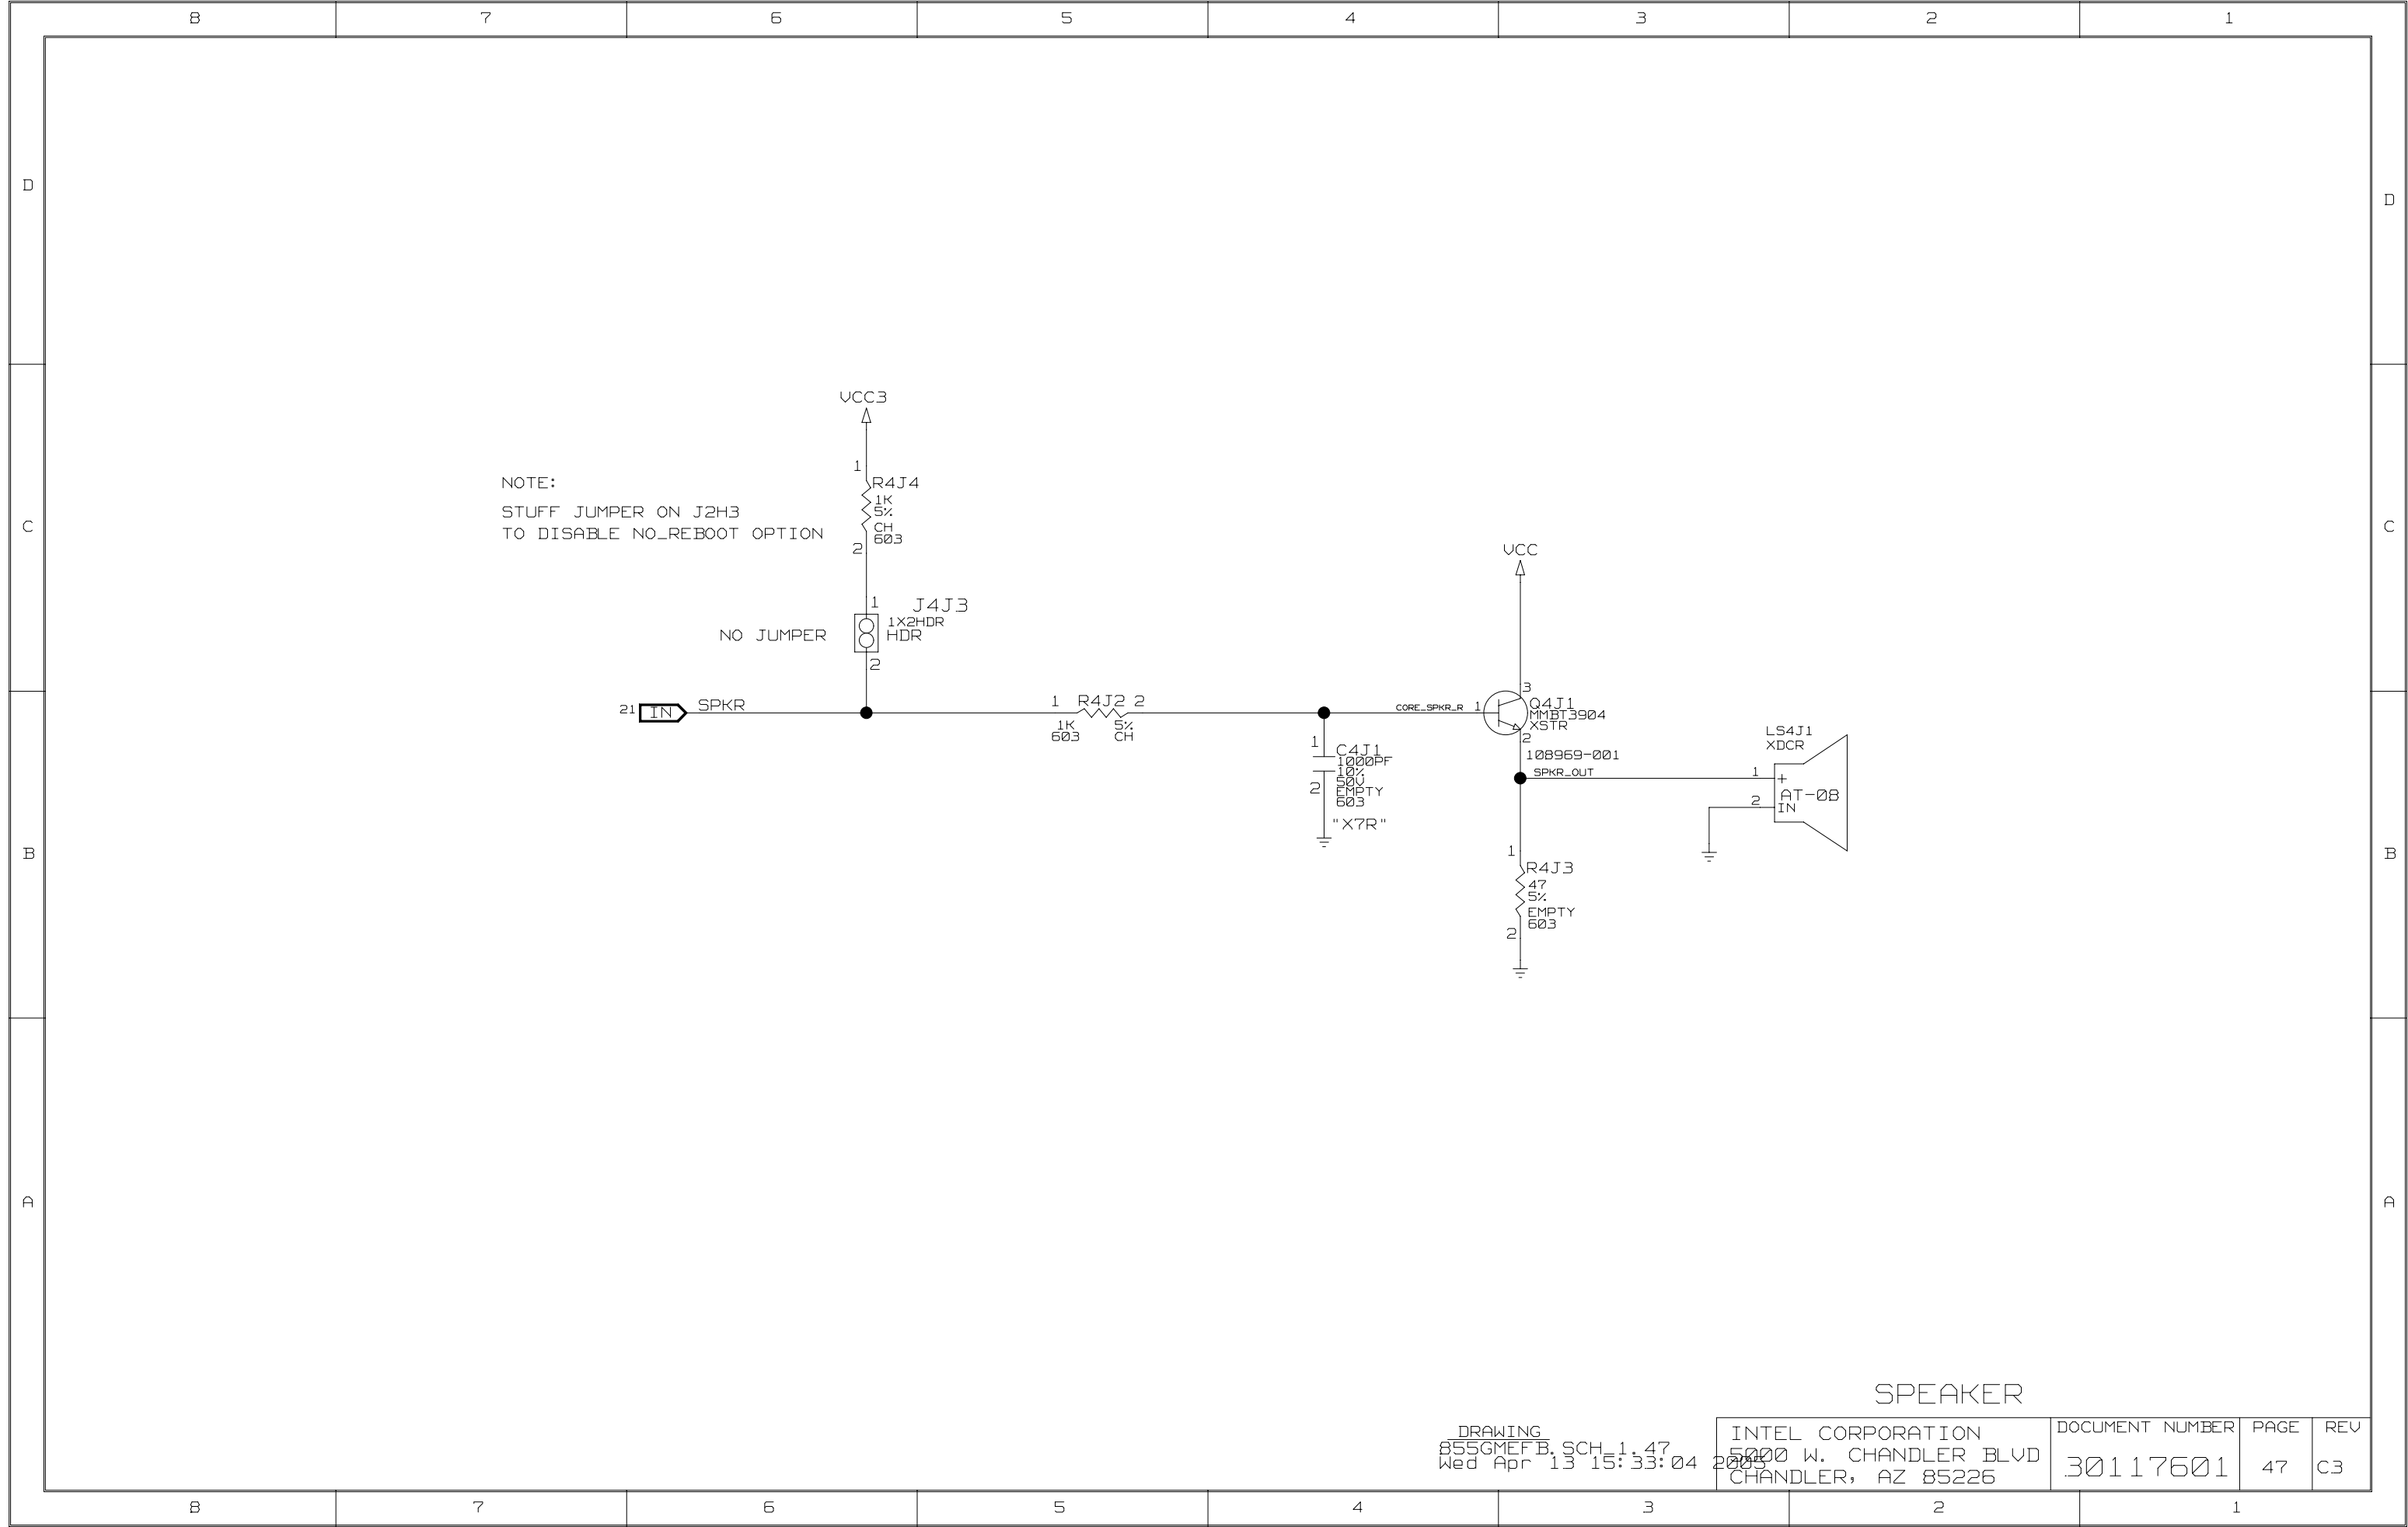 8 7 6 5 4 3 2 1
D
D
VCC3
1
R4J4
1K
5%
CH
603
2
NOTE:
STUFF JUMPER ON J2H3
TO DISABLE NO_REBOOT OPTION
C
C
VCC
1
J4J3
1X2HDR
HDR
NO JUMPER
2
21 IN SPKR
1 R4J2 2
1K 5%
603 CH
CORE_SPKR_R 1
3
Q4J1
MMBT3904
XSTR
2
108969-001
SPKR_OUT
1
C4J1
1000PF
10%
50V
EMPTY
603
2
"X7R"
LS4J1
XDCR
1 +
AT-08
2 IN
B
B
1
R4J3
47
5%
EMPTY
603
2
A
A
SPEAKER
DRAWING
855GMEFB.SCH_1.47
Wed Apr 13 15:33:04 2005
INTEL CORPORATION
5000 W. CHANDLER BLVD
CHANDLER, AZ 85226
DOCUMENT NUMBER
30117601
PAGE
47
REV
C3
8 7 6 5 4 3 2 1